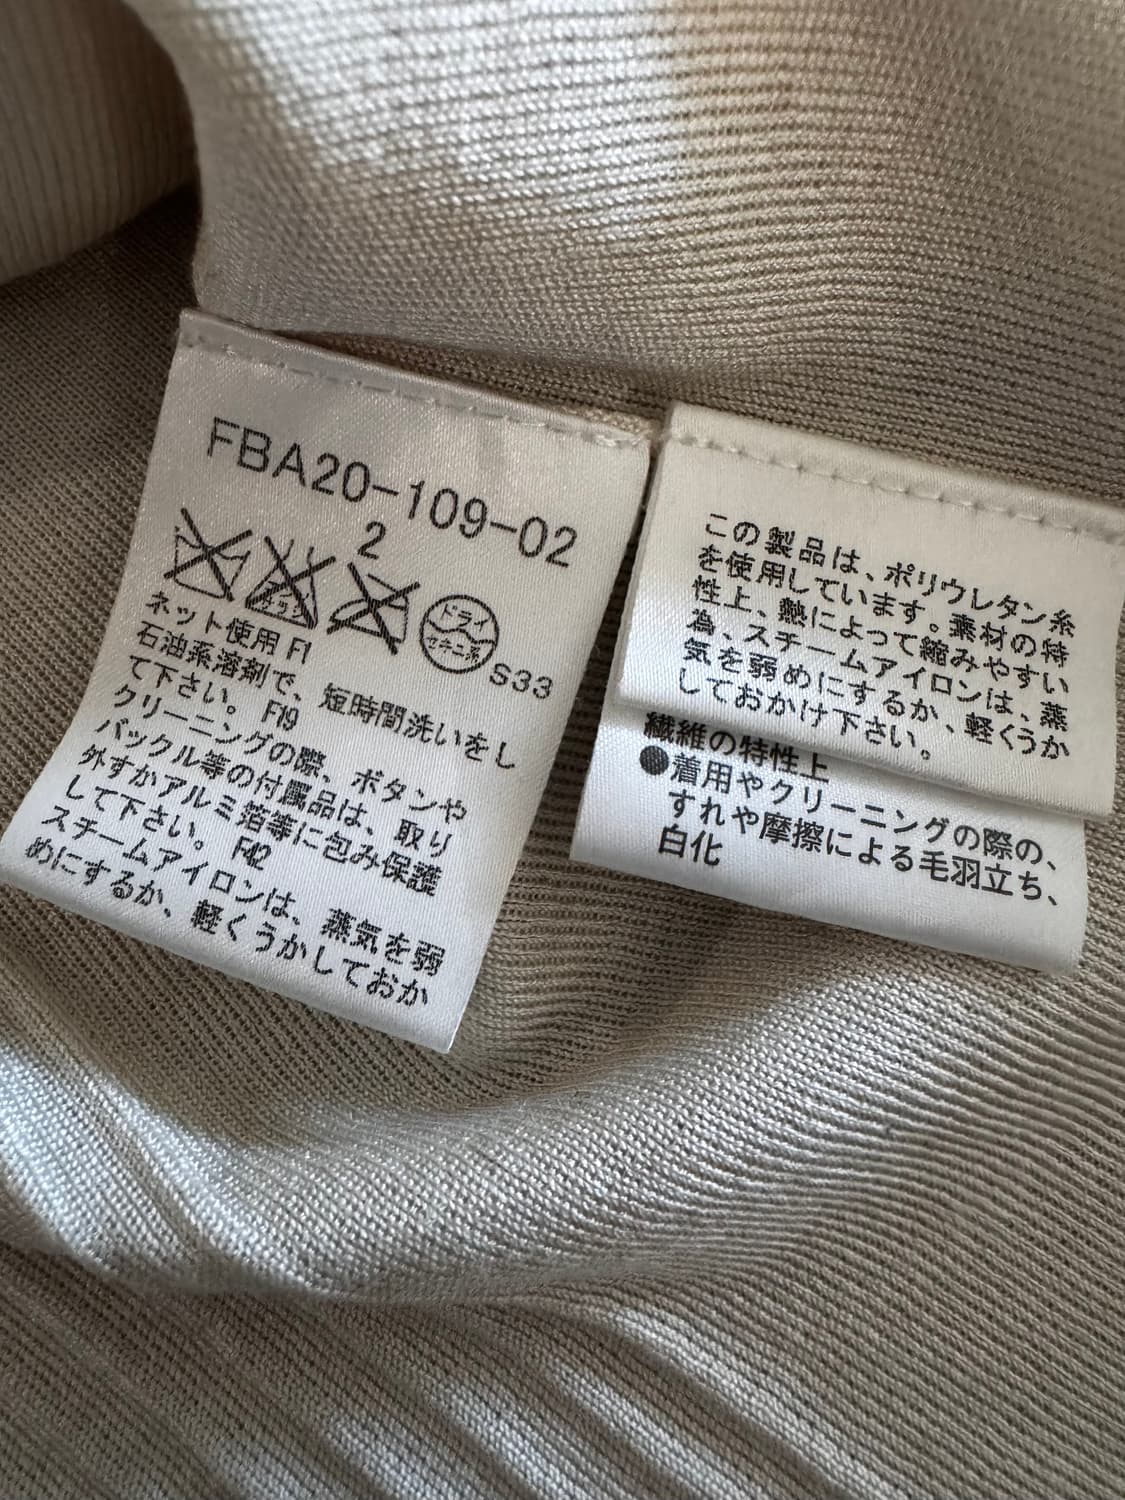 FBA20-109-02
2
ドライ
セキユ系
ネット使用 F1
S33
石油系溶剤で、短時間洗いをし
て下さい。 F19
クリーニングの際、ボタンや
バックル等の付属品は、取り
外すかアルミ箔等に包み保護
して下さい。 F42
スチームアイロンは、蒸気を弱
めにするか、軽くうかしておか
この製品は、ポリウレタン糸
を使用しています。素材の特
性上、熱によって縮みやすい
為、スチームアイロンは、蒸
気を弱めにするか、軽くうか
しておかけ下さい。
繊維の特性上
●着用やクリーニングの際の、
すれや摩擦による毛羽立ち、
白化